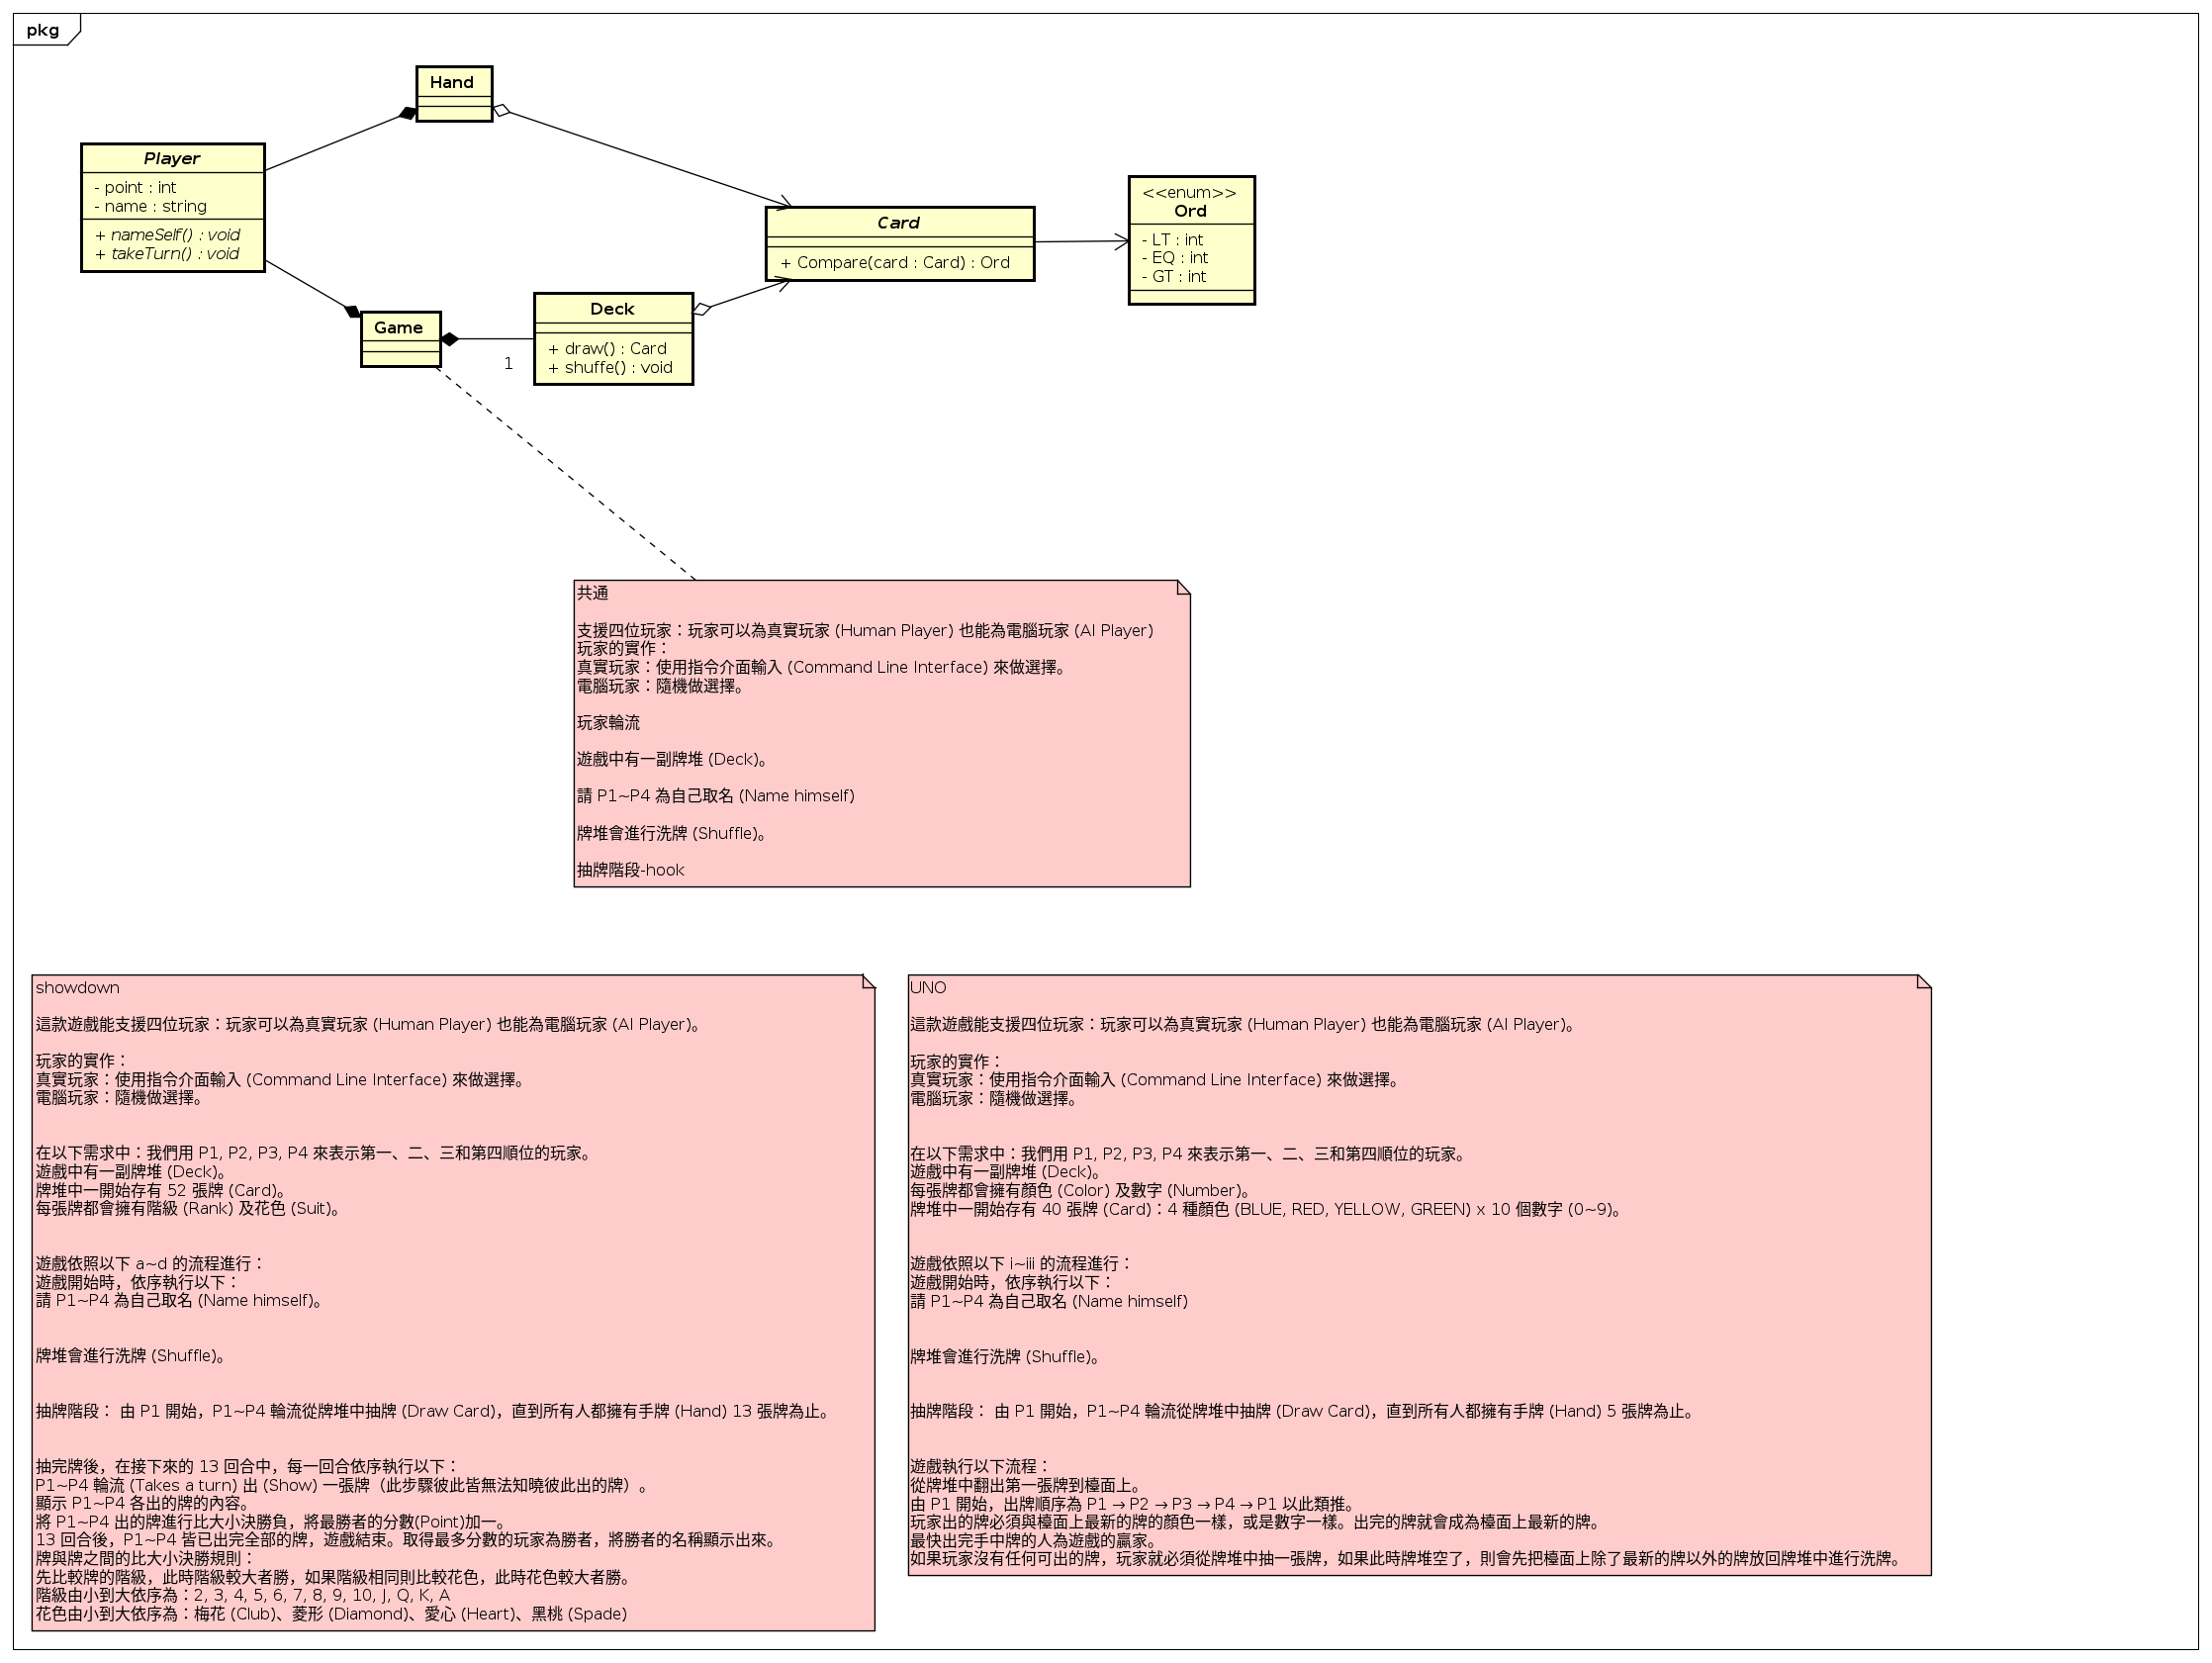 pkg
Hand
Player
- point : int
- name : string
+ nameSelf() : void
+ takeTurn() : void
Card
+ Compare(card : Card) : Ord
<<enum>>
Ord
- LT : int
- EQ : int
- GT : int
Game
1
Deck
+ draw() : Card
+ shuffe() : void
共通
支援四位玩家：玩家可以為真實玩家 (Human Player) 也能為電腦玩家 (AI Player)
玩家的實作：
真實玩家：使用指令介面輸入 (Command Line Interface) 來做選擇。
電腦玩家：隨機做選擇。
玩家輪流
遊戲中有一副牌堆 (Deck)。
請 P1~P4 為自己取名 (Name himself)
牌堆會進行洗牌 (Shuffle)。
抽牌階段-hook
showdown
這款遊戲能支援四位玩家：玩家可以為真實玩家 (Human Player) 也能為電腦玩家 (AI Player)。
玩家的實作：
真實玩家：使用指令介面輸入 (Command Line Interface) 來做選擇。
電腦玩家：隨機做選擇。
在以下需求中：我們用 P1, P2, P3, P4 來表示第一、二、三和第四順位的玩家。
遊戲中有一副牌堆 (Deck)。
牌堆中一開始存有 52 張牌 (Card)。
每張牌都會擁有階級 (Rank) 及花色 (Suit)。
遊戲依照以下 a~d 的流程進行：
遊戲開始時，依序執行以下：
請 P1~P4 為自己取名 (Name himself)。
牌堆會進行洗牌 (Shuffle)。
抽牌階段： 由 P1 開始，P1~P4 輪流從牌堆中抽牌 (Draw Card)，直到所有人都擁有手牌 (Hand) 13 張牌為止。
抽完牌後，在接下來的 13 回合中，每一回合依序執行以下：
P1~P4 輪流 (Takes a turn) 出 (Show) 一張牌（此步驟彼此皆無法知曉彼此出的牌）。
顯示 P1~P4 各出的牌的內容。
將 P1~P4 出的牌進行比大小決勝負，將最勝者的分數(Point)加一。
13 回合後，P1~P4 皆已出完全部的牌，遊戲結束。取得最多分數的玩家為勝者，將勝者的名稱顯示出來。
牌與牌之間的比大小決勝規則：
先比較牌的階級，此時階級較大者勝，如果階級相同則比較花色，此時花色較大者勝。
階級由小到大依序為：2, 3, 4, 5, 6, 7, 8, 9, 10, J, Q, K, A
花色由小到大依序為：梅花 (Club)、菱形 (Diamond)、愛心 (Heart)、黑桃 (Spade)
UNO
這款遊戲能支援四位玩家：玩家可以為真實玩家 (Human Player) 也能為電腦玩家 (AI Player)。
玩家的實作：
真實玩家：使用指令介面輸入 (Command Line Interface) 來做選擇。
電腦玩家：隨機做選擇。
在以下需求中：我們用 P1, P2, P3, P4 來表示第一、二、三和第四順位的玩家。
遊戲中有一副牌堆 (Deck)。
每張牌都會擁有顏色 (Color) 及數字 (Number)。
牌堆中一開始存有 40 張牌 (Card)：4 種顏色 (BLUE, RED, YELLOW, GREEN) x 10 個數字 (0~9)。
遊戲依照以下 i~iii 的流程進行：
遊戲開始時，依序執行以下：
請 P1~P4 為自己取名 (Name himself)
牌堆會進行洗牌 (Shuffle)。
抽牌階段： 由 P1 開始，P1~P4 輪流從牌堆中抽牌 (Draw Card)，直到所有人都擁有手牌 (Hand) 5 張牌為止。
遊戲執行以下流程：
從牌堆中翻出第一張牌到檯面上。
由 P1 開始，出牌順序為 P1 → P2 → P3 → P4 → P1 以此類推。
玩家出的牌必須與檯面上最新的牌的顏色一樣，或是數字一樣。出完的牌就會成為檯面上最新的牌。
最快出完手中牌的人為遊戲的贏家。
如果玩家沒有任何可出的牌，玩家就必須從牌堆中抽一張牌，如果此時牌堆空了，則會先把檯面上除了最新的牌以外的牌放回牌堆中進行洗牌。